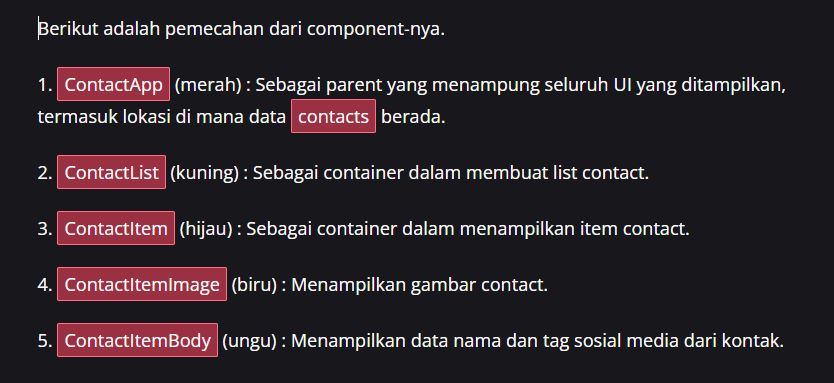 Berikut adalah pemecahan dari component-nya.
1. ContactApp (merah) : Sebagai parent yang menampung seluruh UI yang ditampilkan,
termasuk lokasi di mana data contacts berada.
2. ContactList (kuning) : Sebagai container dalam membuat list contact.
3. ContactItem (hijau) : Sebagai container dalam menampilkan item contact.
4. ContactItemImage (biru) : Menampilkan gambar contact.
5. ContactItemBody (ungu) : Menampilkan data nama dan tag sosial media dari kontak.